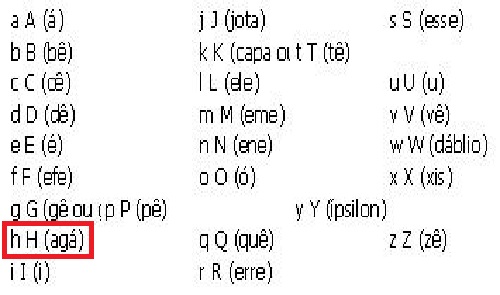 a A (á) j J (jota) s S (esse)
b B (bê) k K (capa ou t T (tê)
c C (cê) l L (ele) u U (u)
d D (dê) m M (eme) v V (vê)
e E (é) n N (ene) w W (dáblio)
f F (efe) o O (ó) x X (xis)
g G (gê ou p P (pê) y Y (ípsilon)
h H (agá) q Q (quê) z Z (zê)
i I (i) r R (erre)